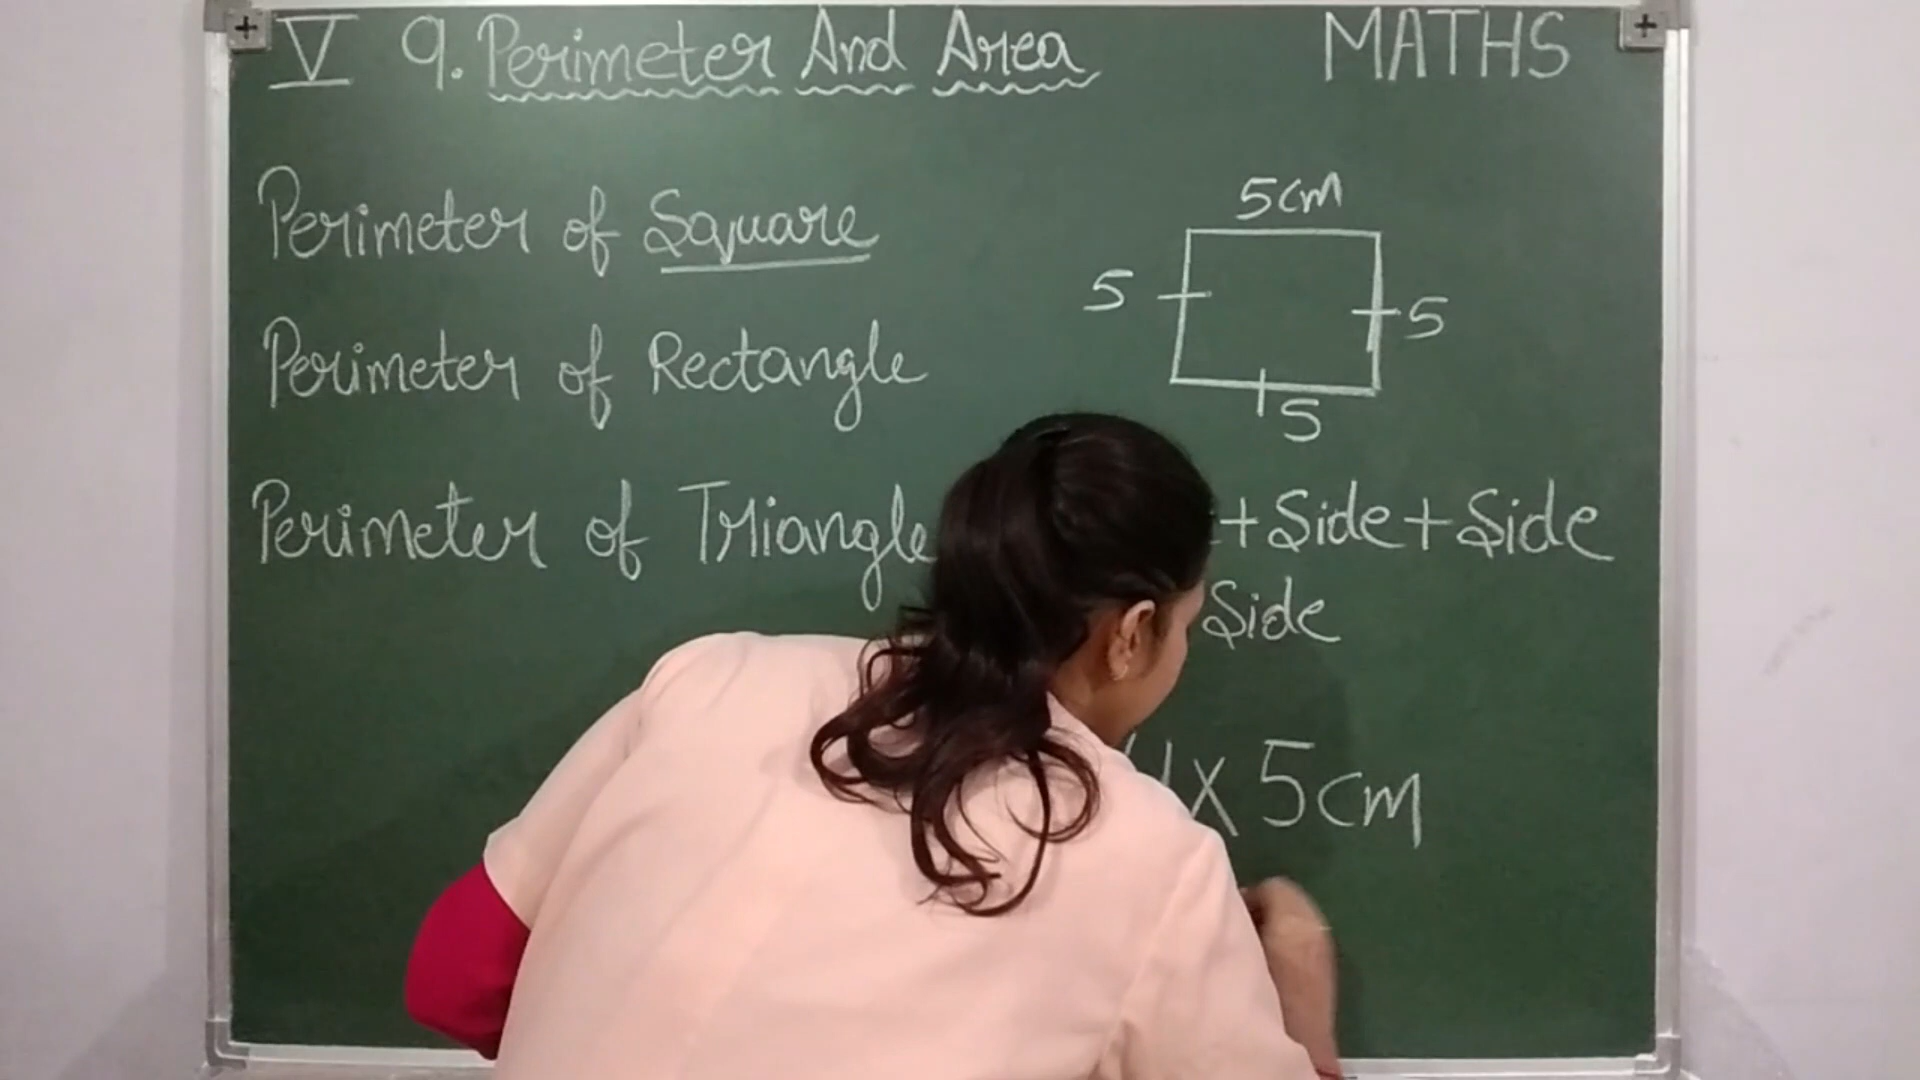 V 9. Perimeter And Area MATHS
Perimeter of Square
5cm
5
5
5
Perimeter of Rectangle
Perimeter of Triangle
+ Side + Side
Side
4 x 5cm